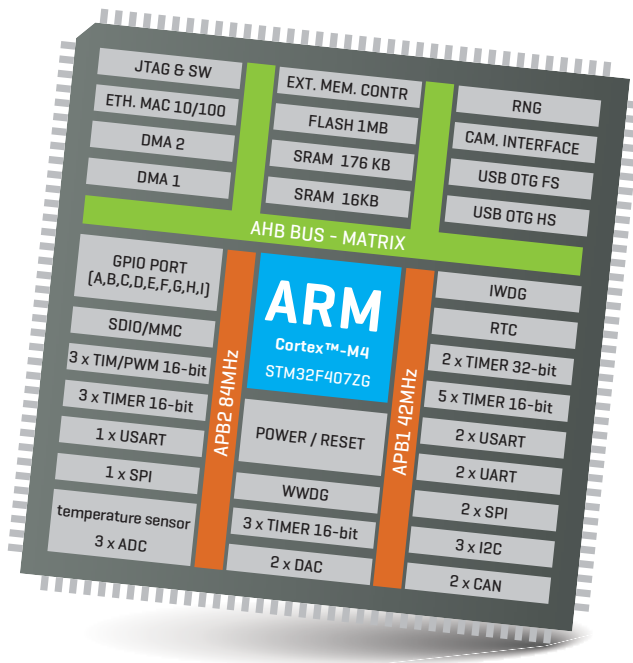 JTAG & SW
ETH. MAC 10/100
DMA 2
DMA 1
EXT. MEM. CONTR
FLASH 1MB
SRAM 176 KB
SRAM 16KB
RNG
CAM. INTERFACE
USB OTG FS
USB OTG HS
AHB BUS - MATRIX
GPIO PORT
(A,B,C,D,E,F,G,H,I)
SDIO/MMC
3 x TIM/PWM 16-bit
3 x TIMER 16-bit
1 x USART
1 x SPI
temperature sensor
3 x ADC
APB2 84MHz
ARM
Cortex™-M4
STM32F407ZG
POWER / RESET
WWDG
3 x TIMER 16-bit
2 x DAC
APB1 42MHz
IWDG
RTC
2 x TIMER 32-bit
5 x TIMER 16-bit
2 x USART
2 x UART
2 x SPI
3 x I2C
2 x CAN